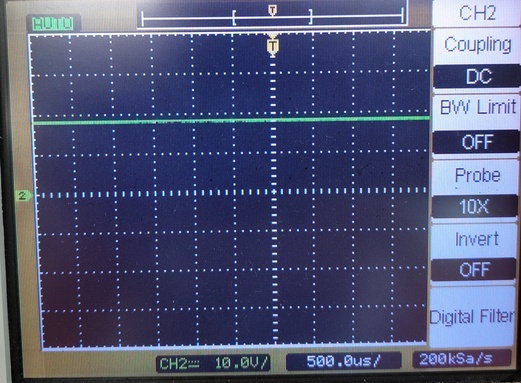 AUTO
T
CH2
T
Coupling
DC
BW Limit
OFF
2
Probe
10X
Invert
OFF
Digital Filter
CH2 10.0V/ 500.0us/ 200kSa/s